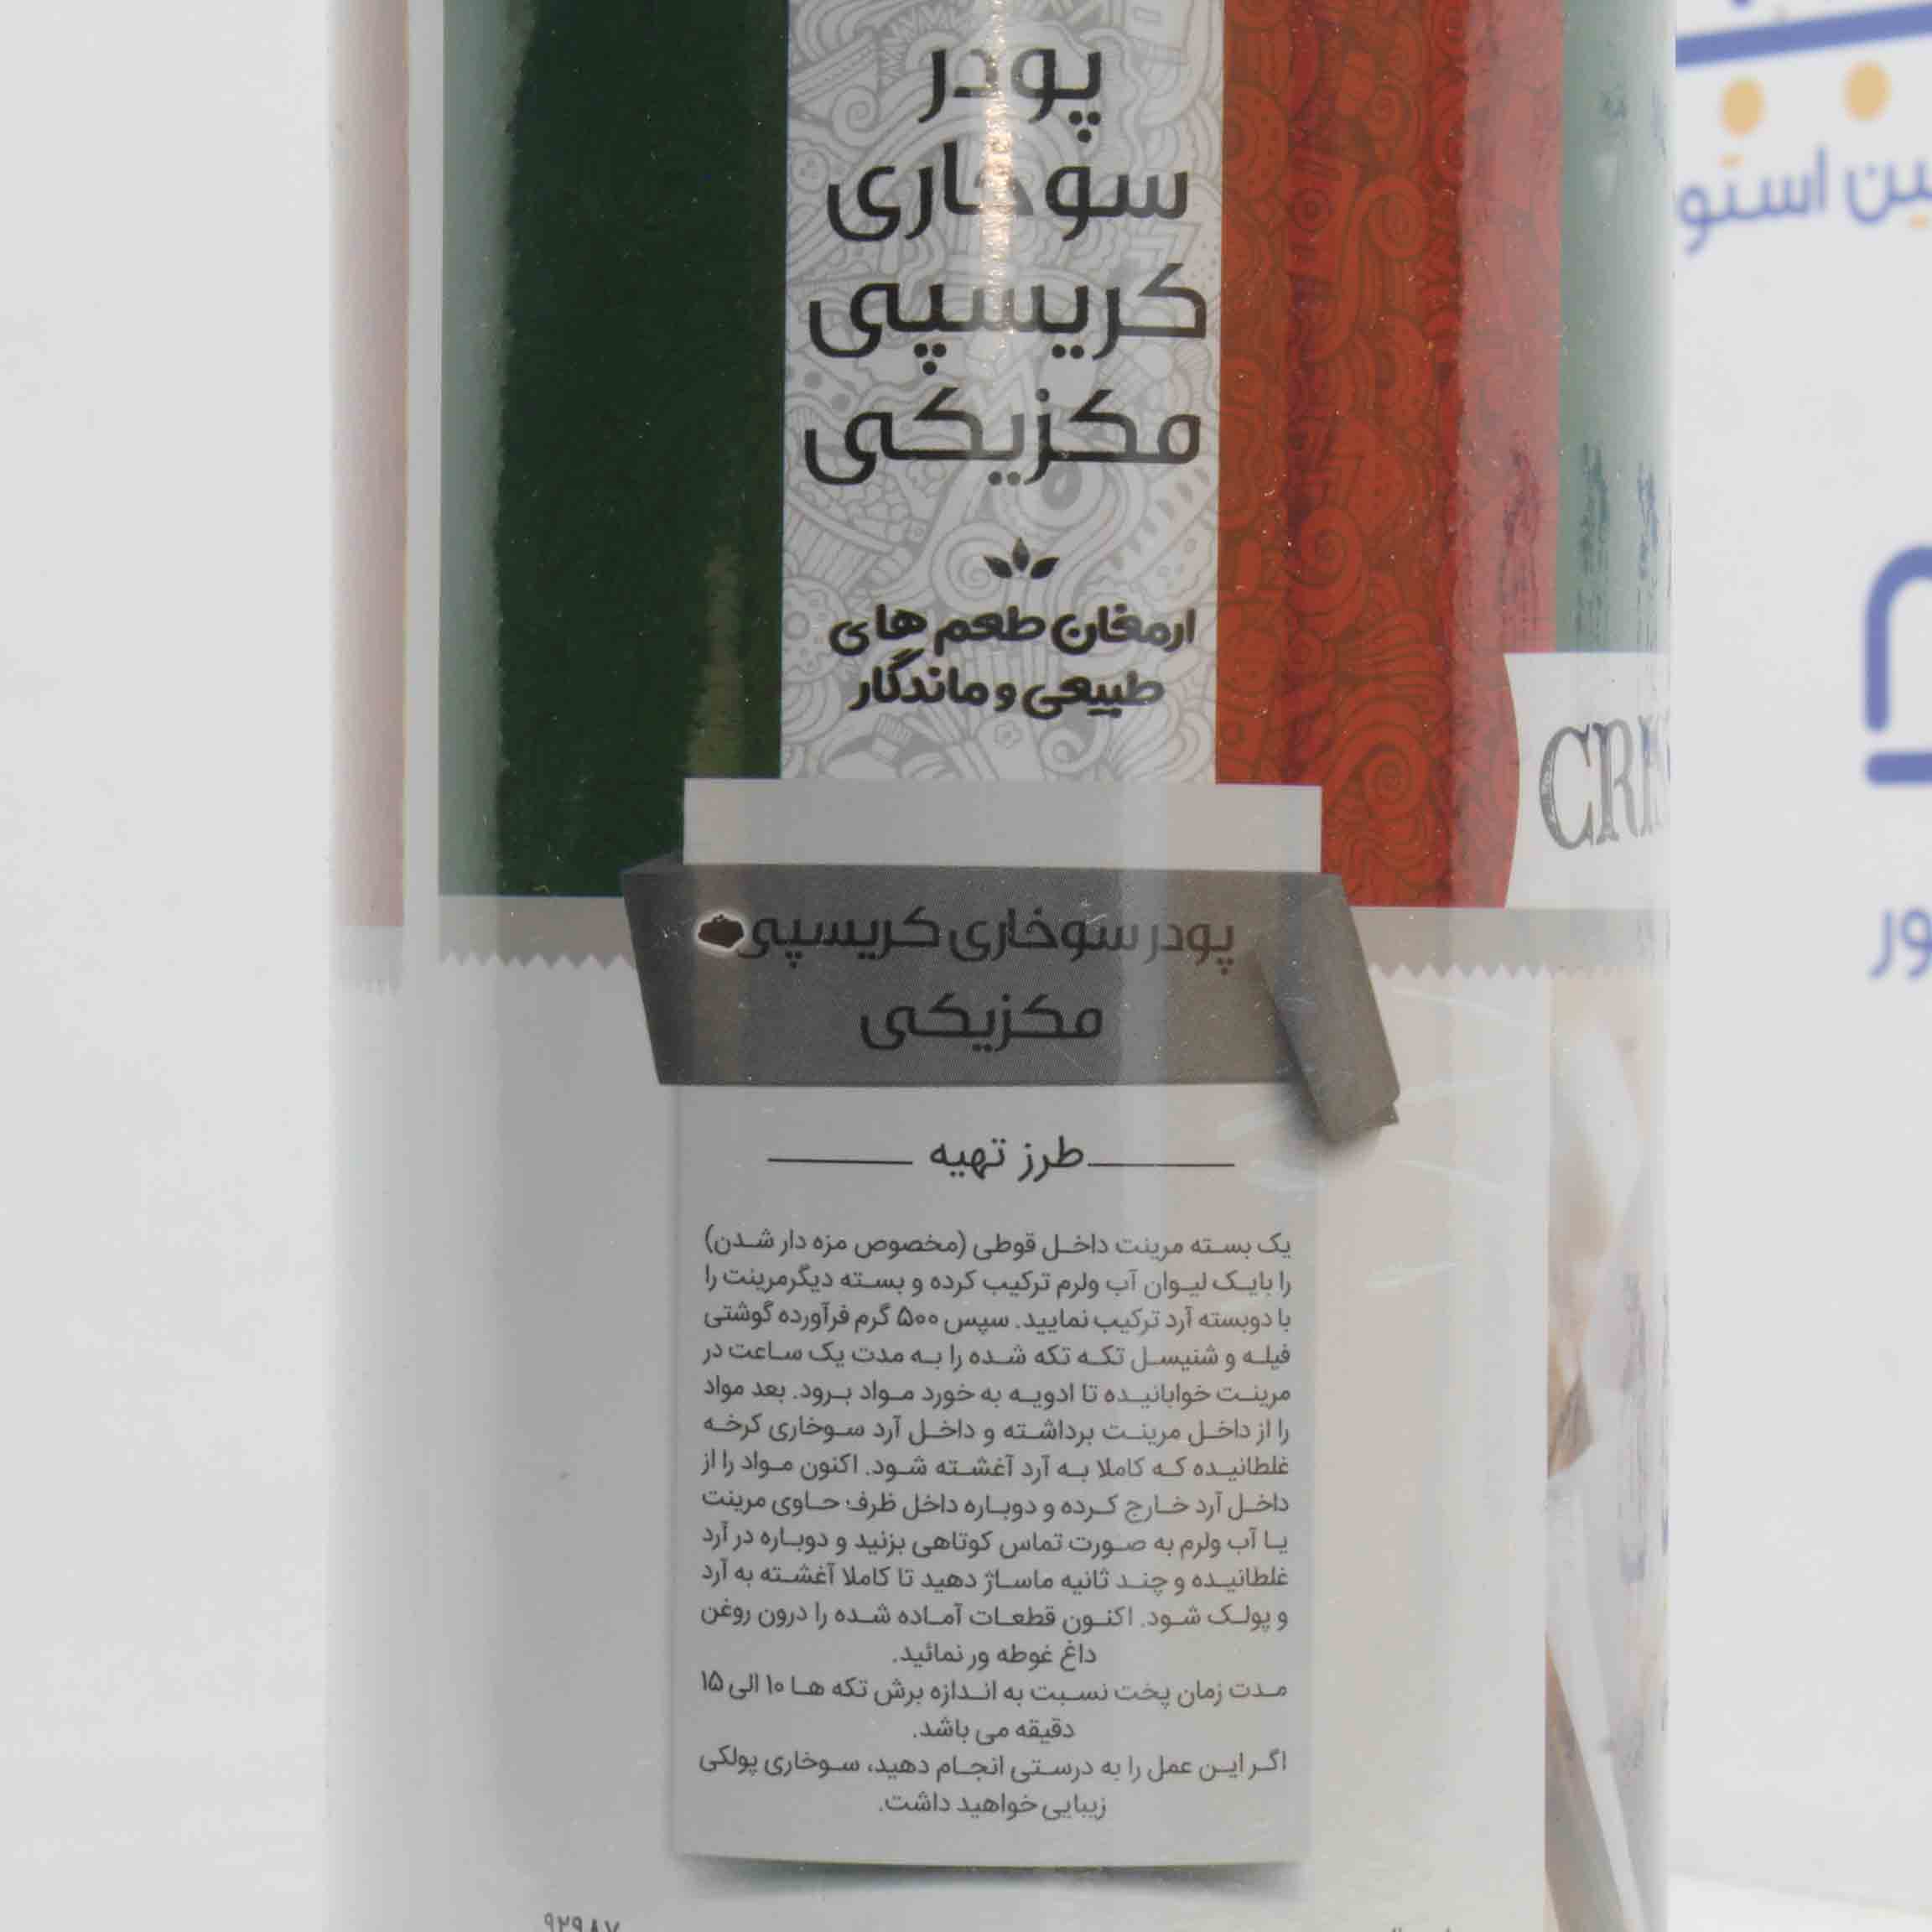 پودر
سوخاری
کریسپی
مکزیکی
ارمغان طعم های
طبیعی و ماندگار
پودر سوخاری کریسپی
مکزیکی
طرز تهیه
یک بسته مرینت داخل قوطی (مخصوص مزه دار شدن)
را بایک لیوان آب ولرم ترکیب کرده و بسته دیگرمرینت را
با دوبسته آرد ترکیب نمایید. سپس ۵۰۰ گرم فرآورده گوشتی
فیله و شنیسل تکه تکه شده را به مدت یک ساعت در
مرینت خوابانیده تا ادویه به خورد مواد برود. بعد مواد
را از داخل مرینت برداشته و داخل آرد سوخاری کرخه
غلطانیده که کاملا به آرد آغشته شود. اکنون مواد را از
داخل آرد خارج کرده و دوباره داخل ظرف حاوی مرینت
یا آب ولرم به صورت تماس کوتاهی بزنید و دوباره در آرد
غلطانیده و چند ثانیه ماساژ دهید تا کاملا آغشته به آرد
و پولک شود. اکنون قطعات آماده شده را درون روغن
داغ غوطه ور نمائید.
مدت زمان پخت نسبت به اندازه برش تکه ها ۱۰ الی ۱۵
دقیقه می باشد.
اگر این عمل را به درستی انجام دهید، سوخاری پولکی
زیبایی خواهید داشت.